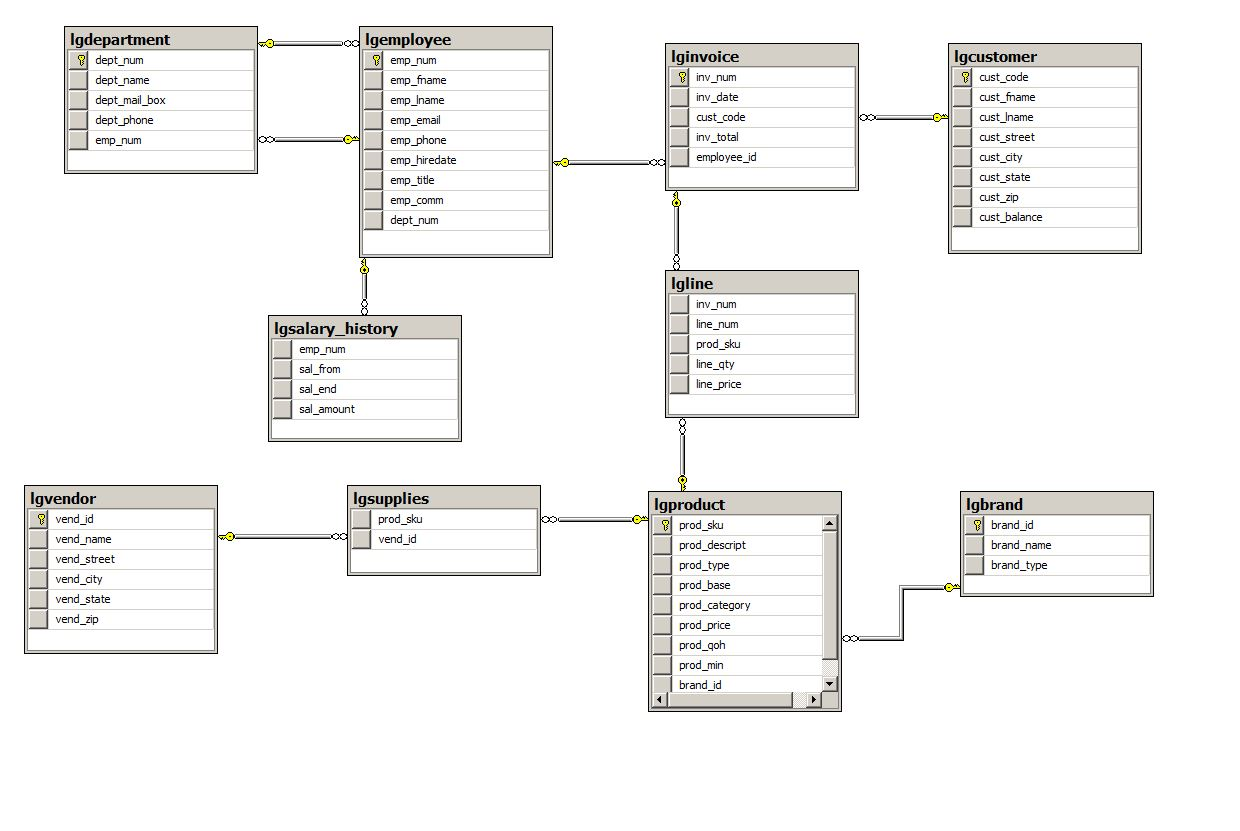 lgdepartment
dept_num
dept_name
dept_mail_box
dept_phone
emp_num
lgemployee
emp_num
emp_fname
emp_lname
emp_email
emp_phone
emp_hiredate
emp_title
emp_comm
dept_num
lginvoice
inv_num
inv_date
cust_code
inv_total
employee_id
lgcustomer
cust_code
cust_fname
cust_lname
cust_street
cust_city
cust_state
cust_zip
cust_balance
lgline
inv_num
line_num
prod_sku
line_qty
line_price
lgsalary_history
emp_num
sal_from
sal_end
sal_amount
lgvendor
vend_id
vend_name
vend_street
vend_city
vend_state
vend_zip
lgsupplies
prod_sku
vend_id
lgproduct
prod_sku
prod_descript
prod_type
prod_base
prod_category
prod_price
prod_qoh
prod_min
brand_id
lgbrand
brand_id
brand_name
brand_type